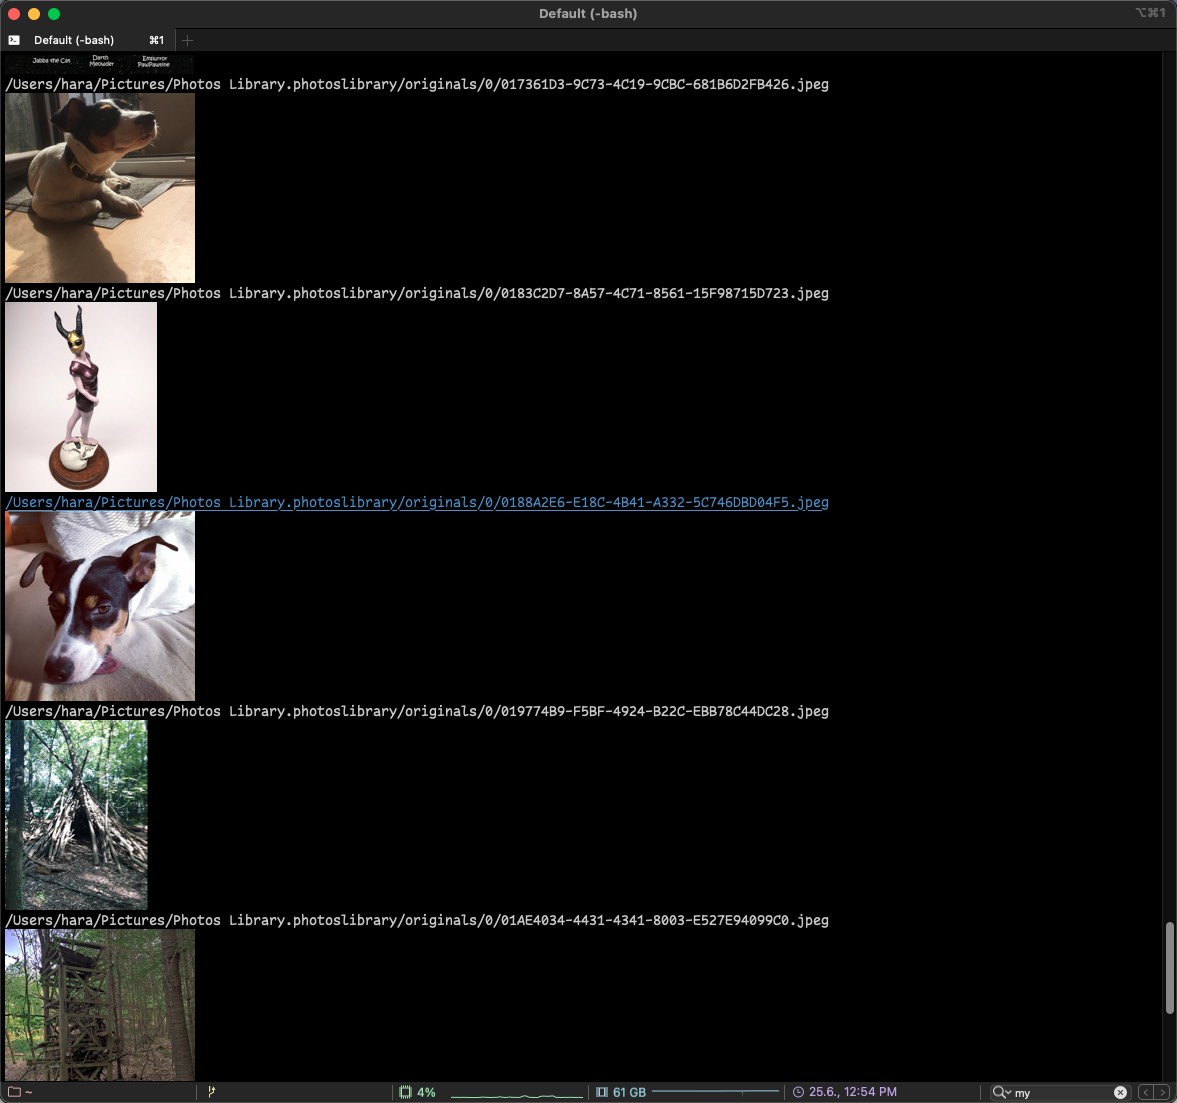 Default (-bash)
⌥⌘1
Default (-bash) ⌘1
Jabba the Cat Darth Meowder Empurror PawPawtine
/Users/hara/Pictures/Photos Library.photoslibrary/originals/0/017361D3-9C73-4C19-9CBC-681B6D2FB426.jpeg
/Users/hara/Pictures/Photos Library.photoslibrary/originals/0/0183C2D7-8A57-4C71-8561-15F98715D723.jpeg
/Users/hara/Pictures/Photos Library.photoslibrary/originals/0/0188A2E6-E18C-4B41-A332-5C746DBD04F5.jpeg
/Users/hara/Pictures/Photos Library.photoslibrary/originals/0/019774B9-F5BF-4924-B22C-EBB78C44DC28.jpeg
/Users/hara/Pictures/Photos Library.photoslibrary/originals/0/01AE4034-4431-4341-8003-E527E94099C0.jpeg
~ 4% 61 GB 25.6., 12:54 PM my